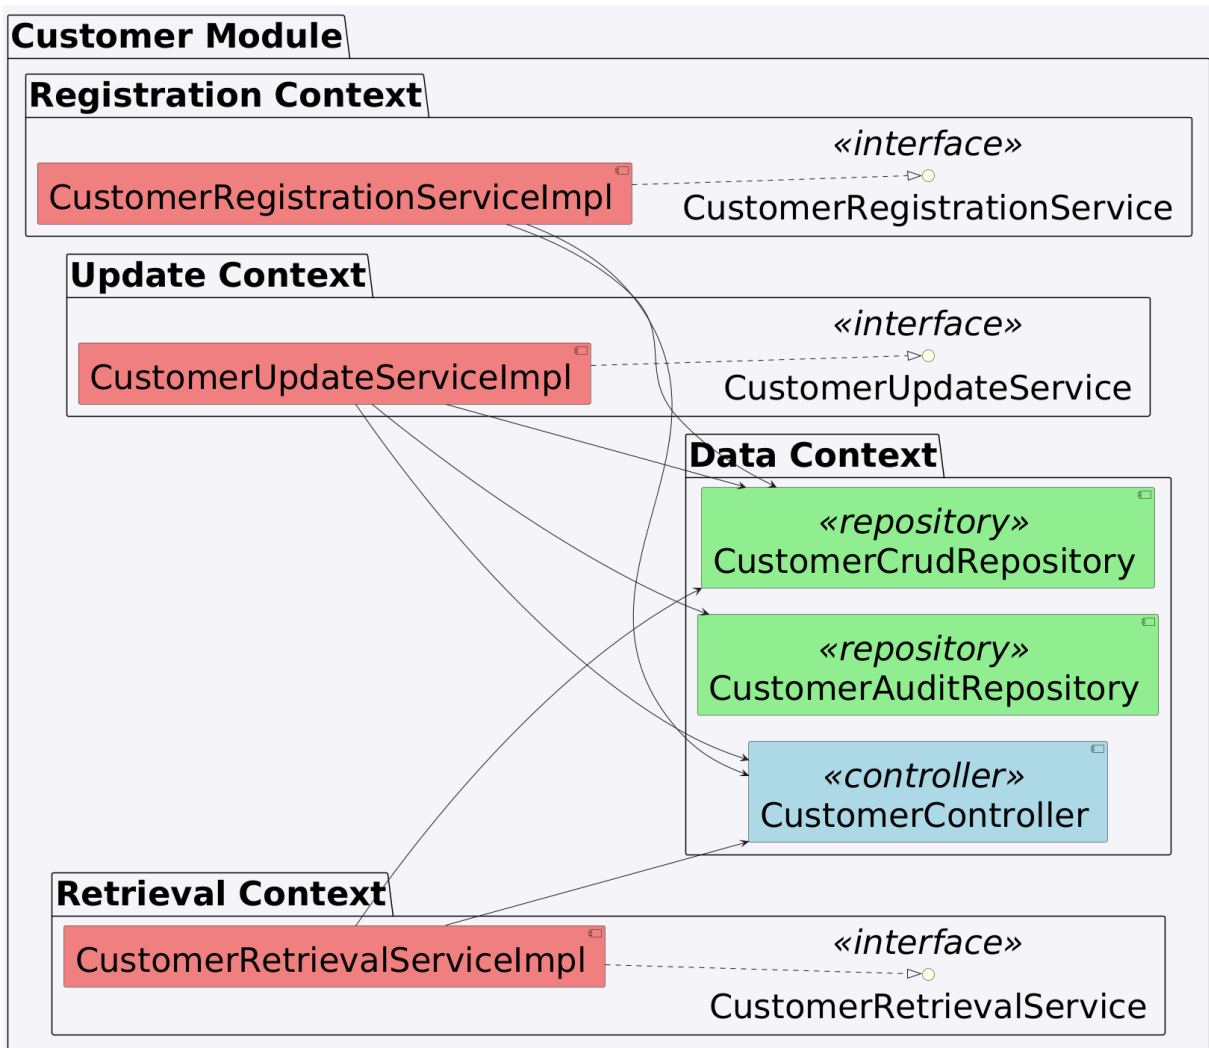 Customer Module
Registration Context
«interface»
CustomerRegistrationServiceImpl
CustomerRegistrationService
Update Context
«interface»
CustomerUpdateServiceImpl
CustomerUpdateService
Data Context
«repository»
CustomerCrudRepository
«repository»
CustomerAuditRepository
«controller»
CustomerController
Retrieval Context
«interface»
CustomerRetrievalServiceImpl
CustomerRetrievalService